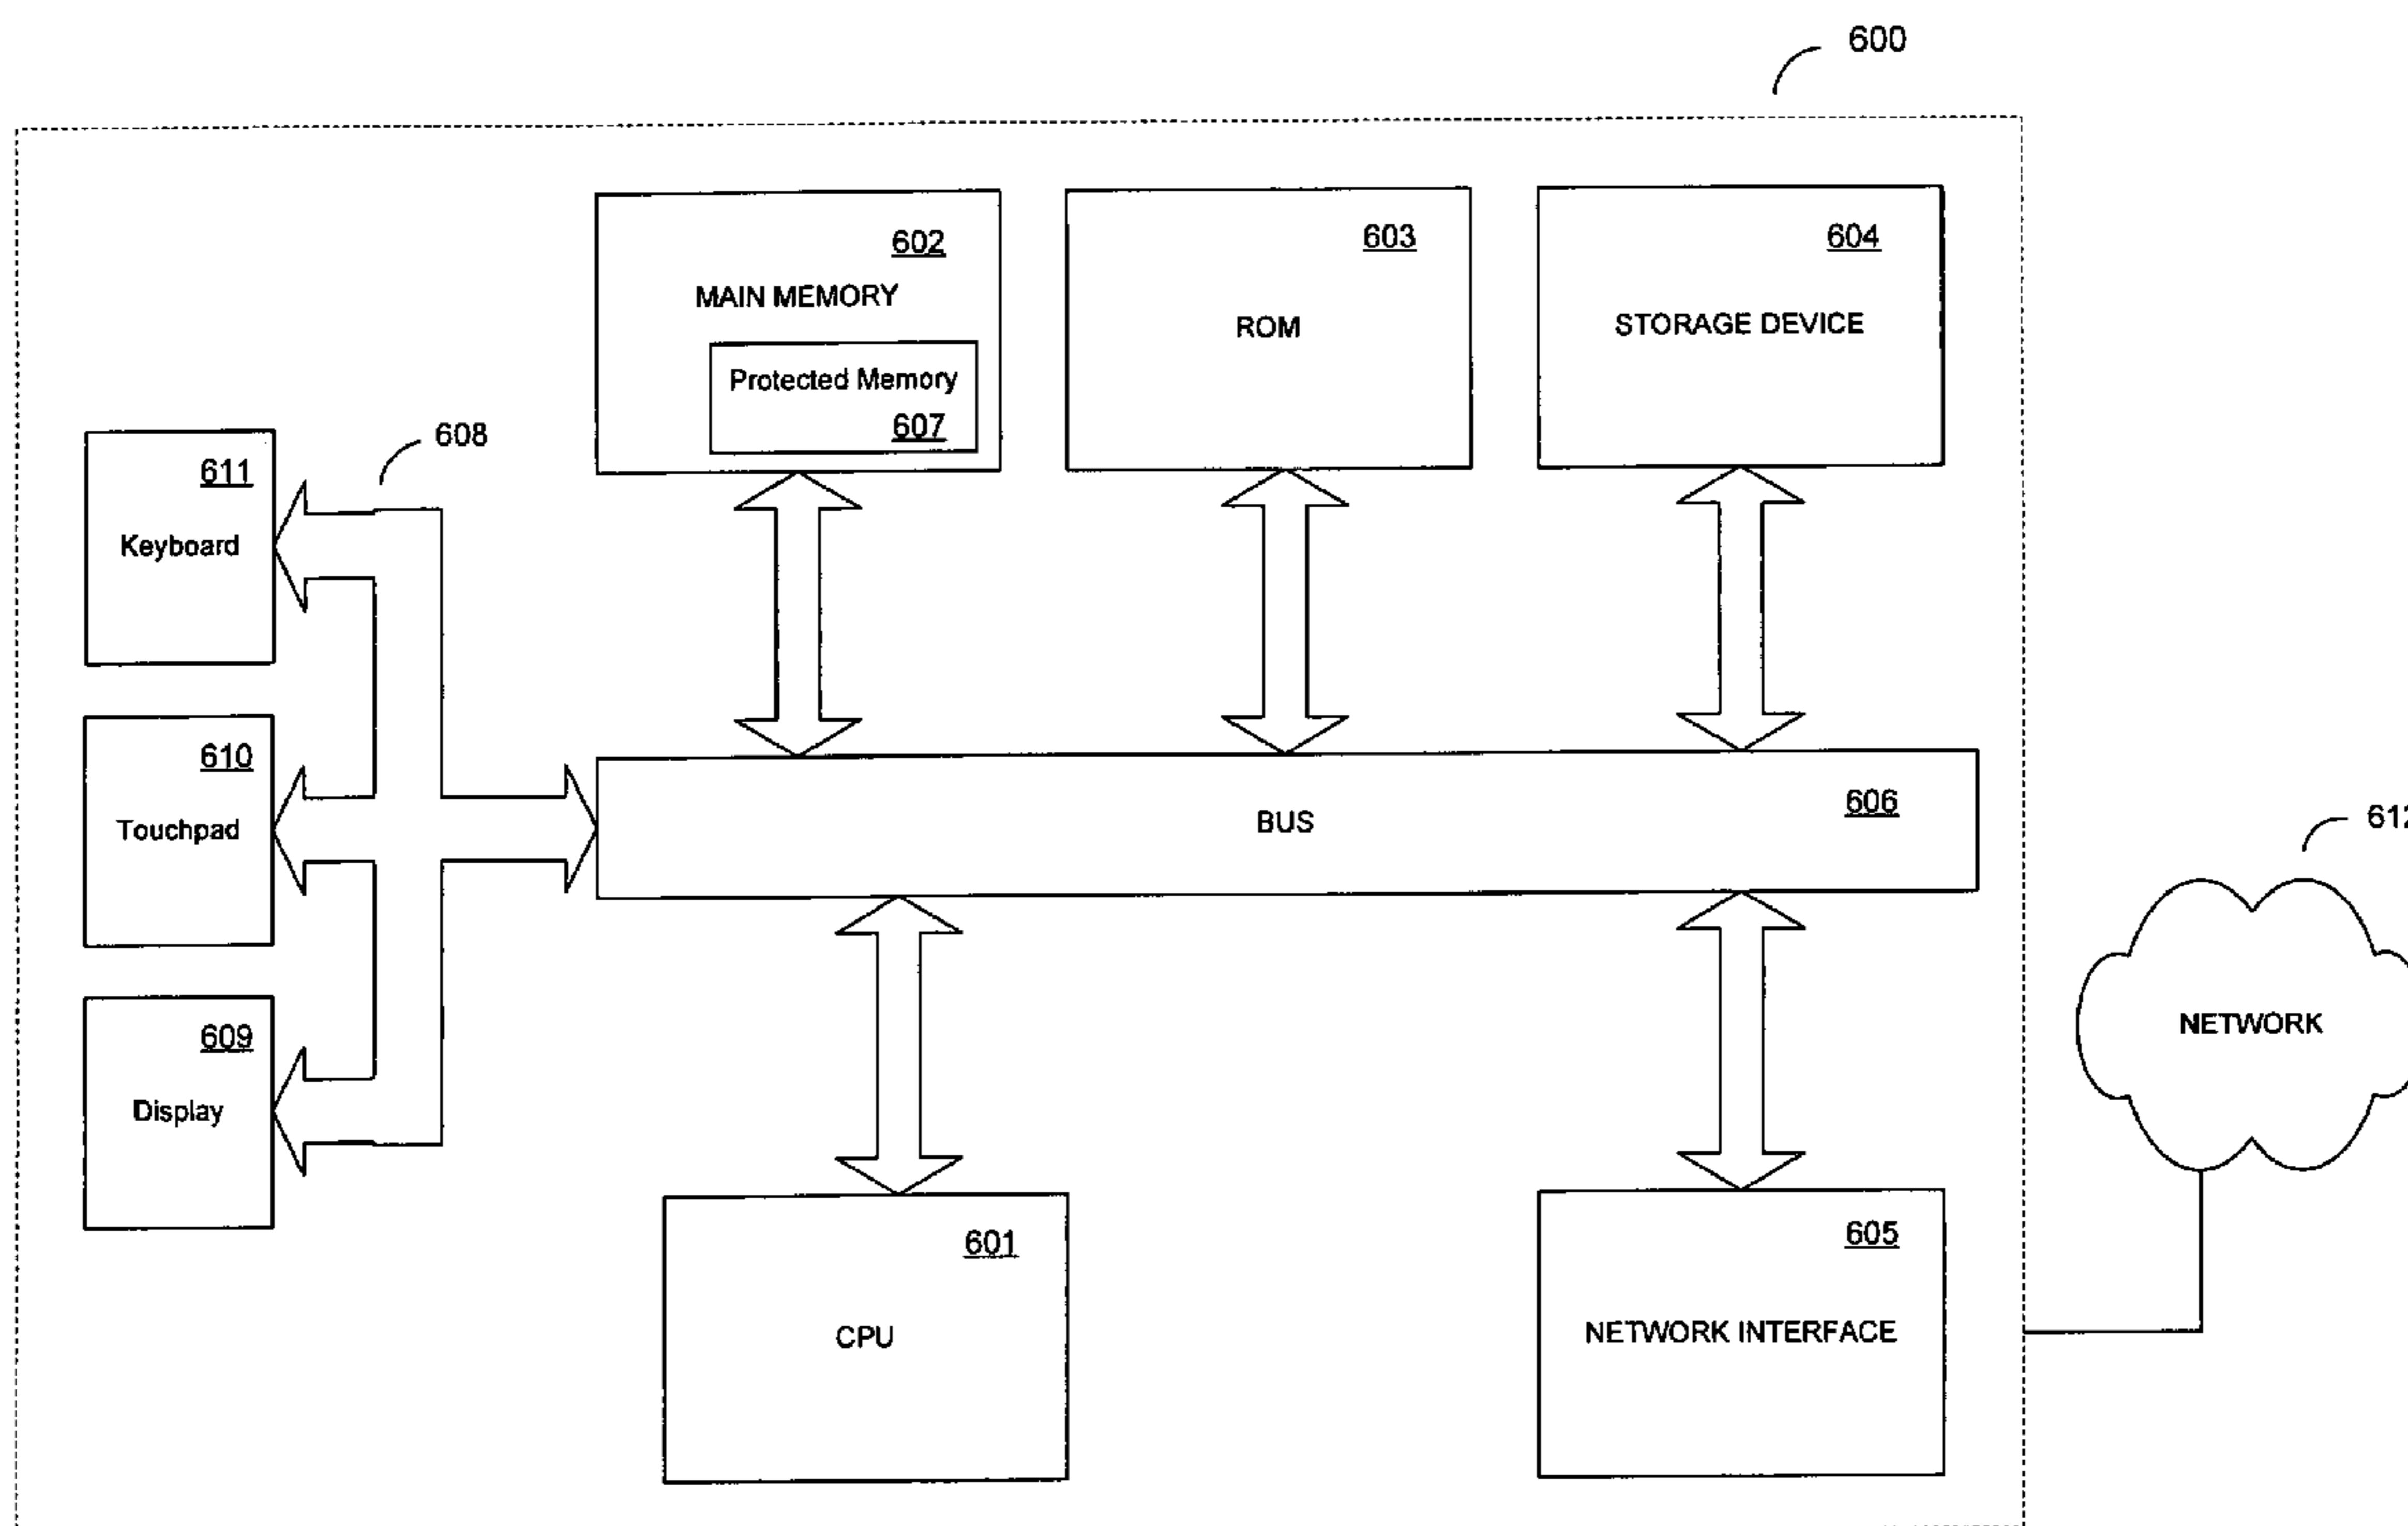 600
602
MAIN MEMORY
Protected Memory
607
603
ROM
604
STORAGE DEVICE
608
611
Keyboard
610
Touchpad
609
Display
606
BUS
612
NETWORK
601
CPU
605
NETWORK INTERFACE